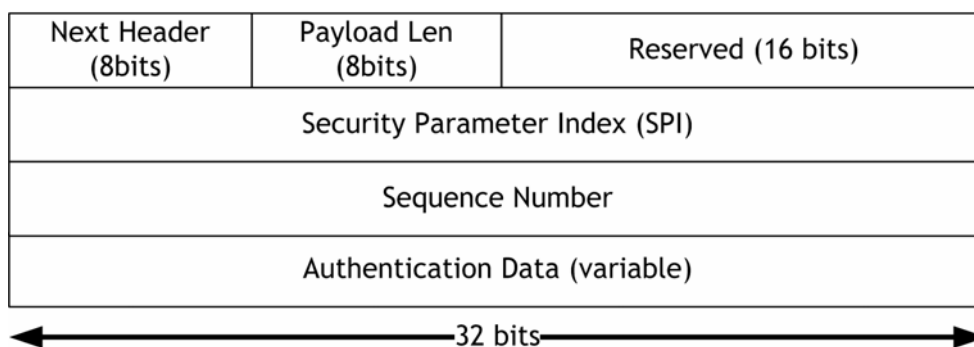 Next Header
(8bits)
Payload Len
(8bits)
Reserved (16 bits)
Security Parameter Index (SPI)
Sequence Number
Authentication Data (variable)
32 bits